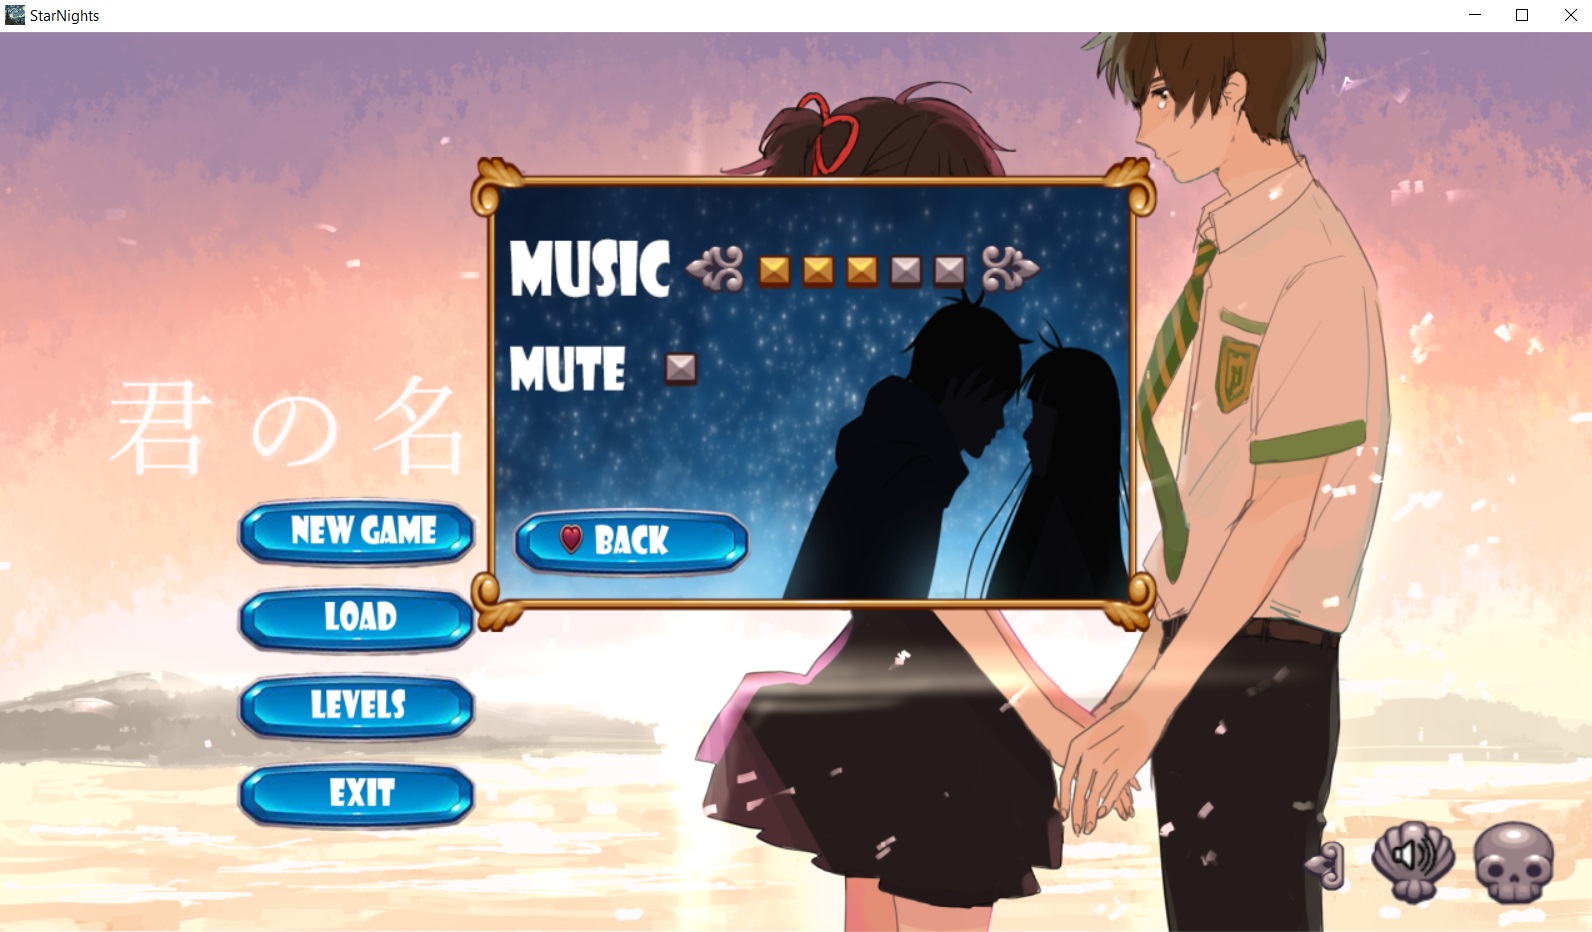 StarNights
MUSIC
MUTE
君の名
BACK
NEW GAME
LOAD
LEVELS
EXIT